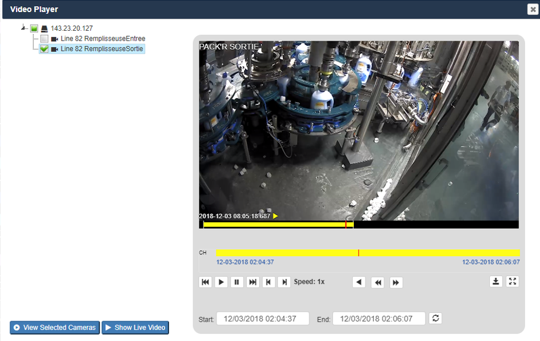 Video Player
143.23.20.127
Line 82 RemplisseuseEntree
Line 82 RemplisseuseSortie
PACK'R SORTIE
2018-12-03 08:05:18 687
CH
12-03-2018 02:04:37
12-03-2018 02:06:07
Speed: 1x
Start: 12/03/2018 02:04:37
End: 12/03/2018 02:06:07
View Selected Cameras
Show Live Video